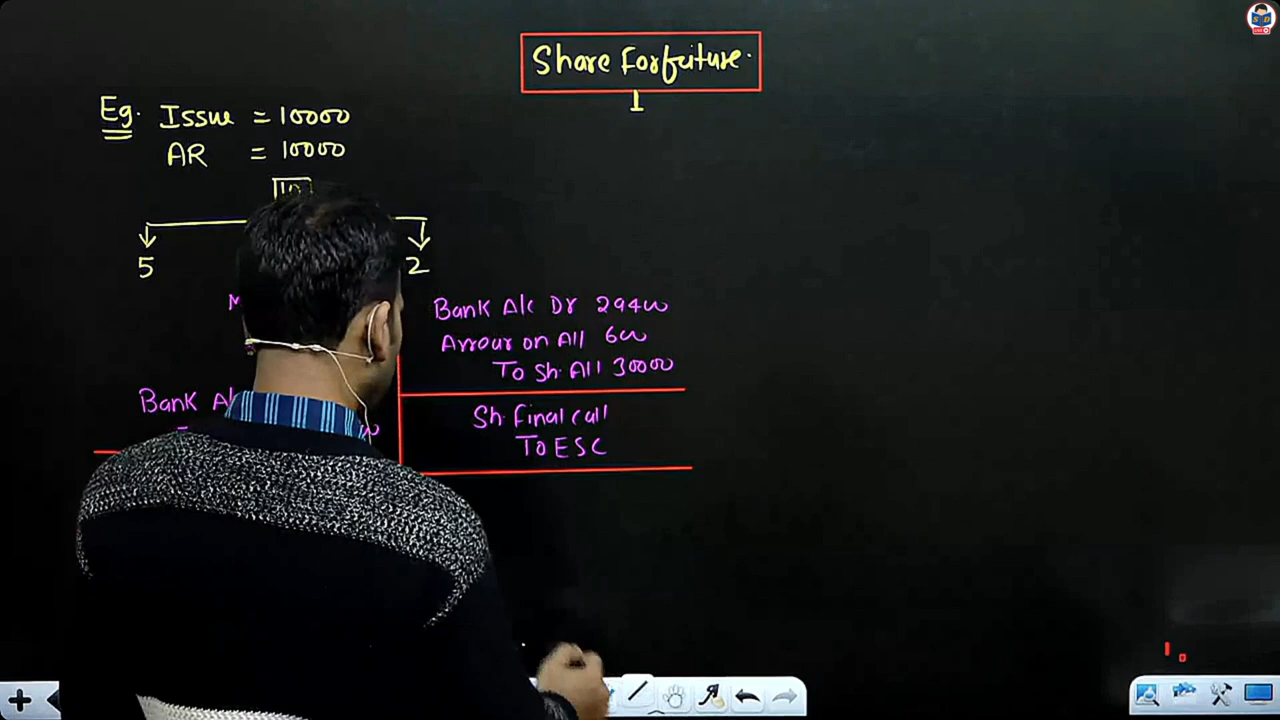 Share Forfeiture.
Eg. Issue = 10000
AR = 10000
10
5
2
Bank A/c Dr 29400
Arrear on All 600
To Sh. All 30000
Bank A/
Sh. final call
To ESC